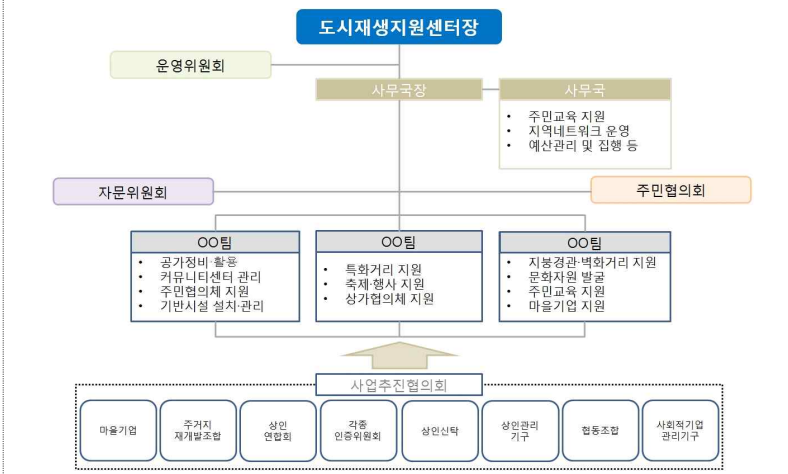 도시재생지원센터장
운영위원회
사무국장
사무국
• 주민교육 지원
• 지역네트워크 운영
• 예산관리 및 집행 등
자문위원회
주민협의회
OO팀
• 공가정비·활용
• 커뮤니티센터 관리
• 주민협의체 지원
• 기반시설 설치·관리
OO팀
• 특화거리 지원
• 축제·행사 지원
• 상가협의체 지원
OO팀
• 지붕경관·벽화거리 지원
• 문화자원 발굴
• 주민교육 지원
• 마을기업 지원
사업추진협의회
마을기업
주거지
재개발조합
상인
연합회
각종
인증위원회
상인신탁
상인관리
기구
협동조합
사회적기업
관리기구